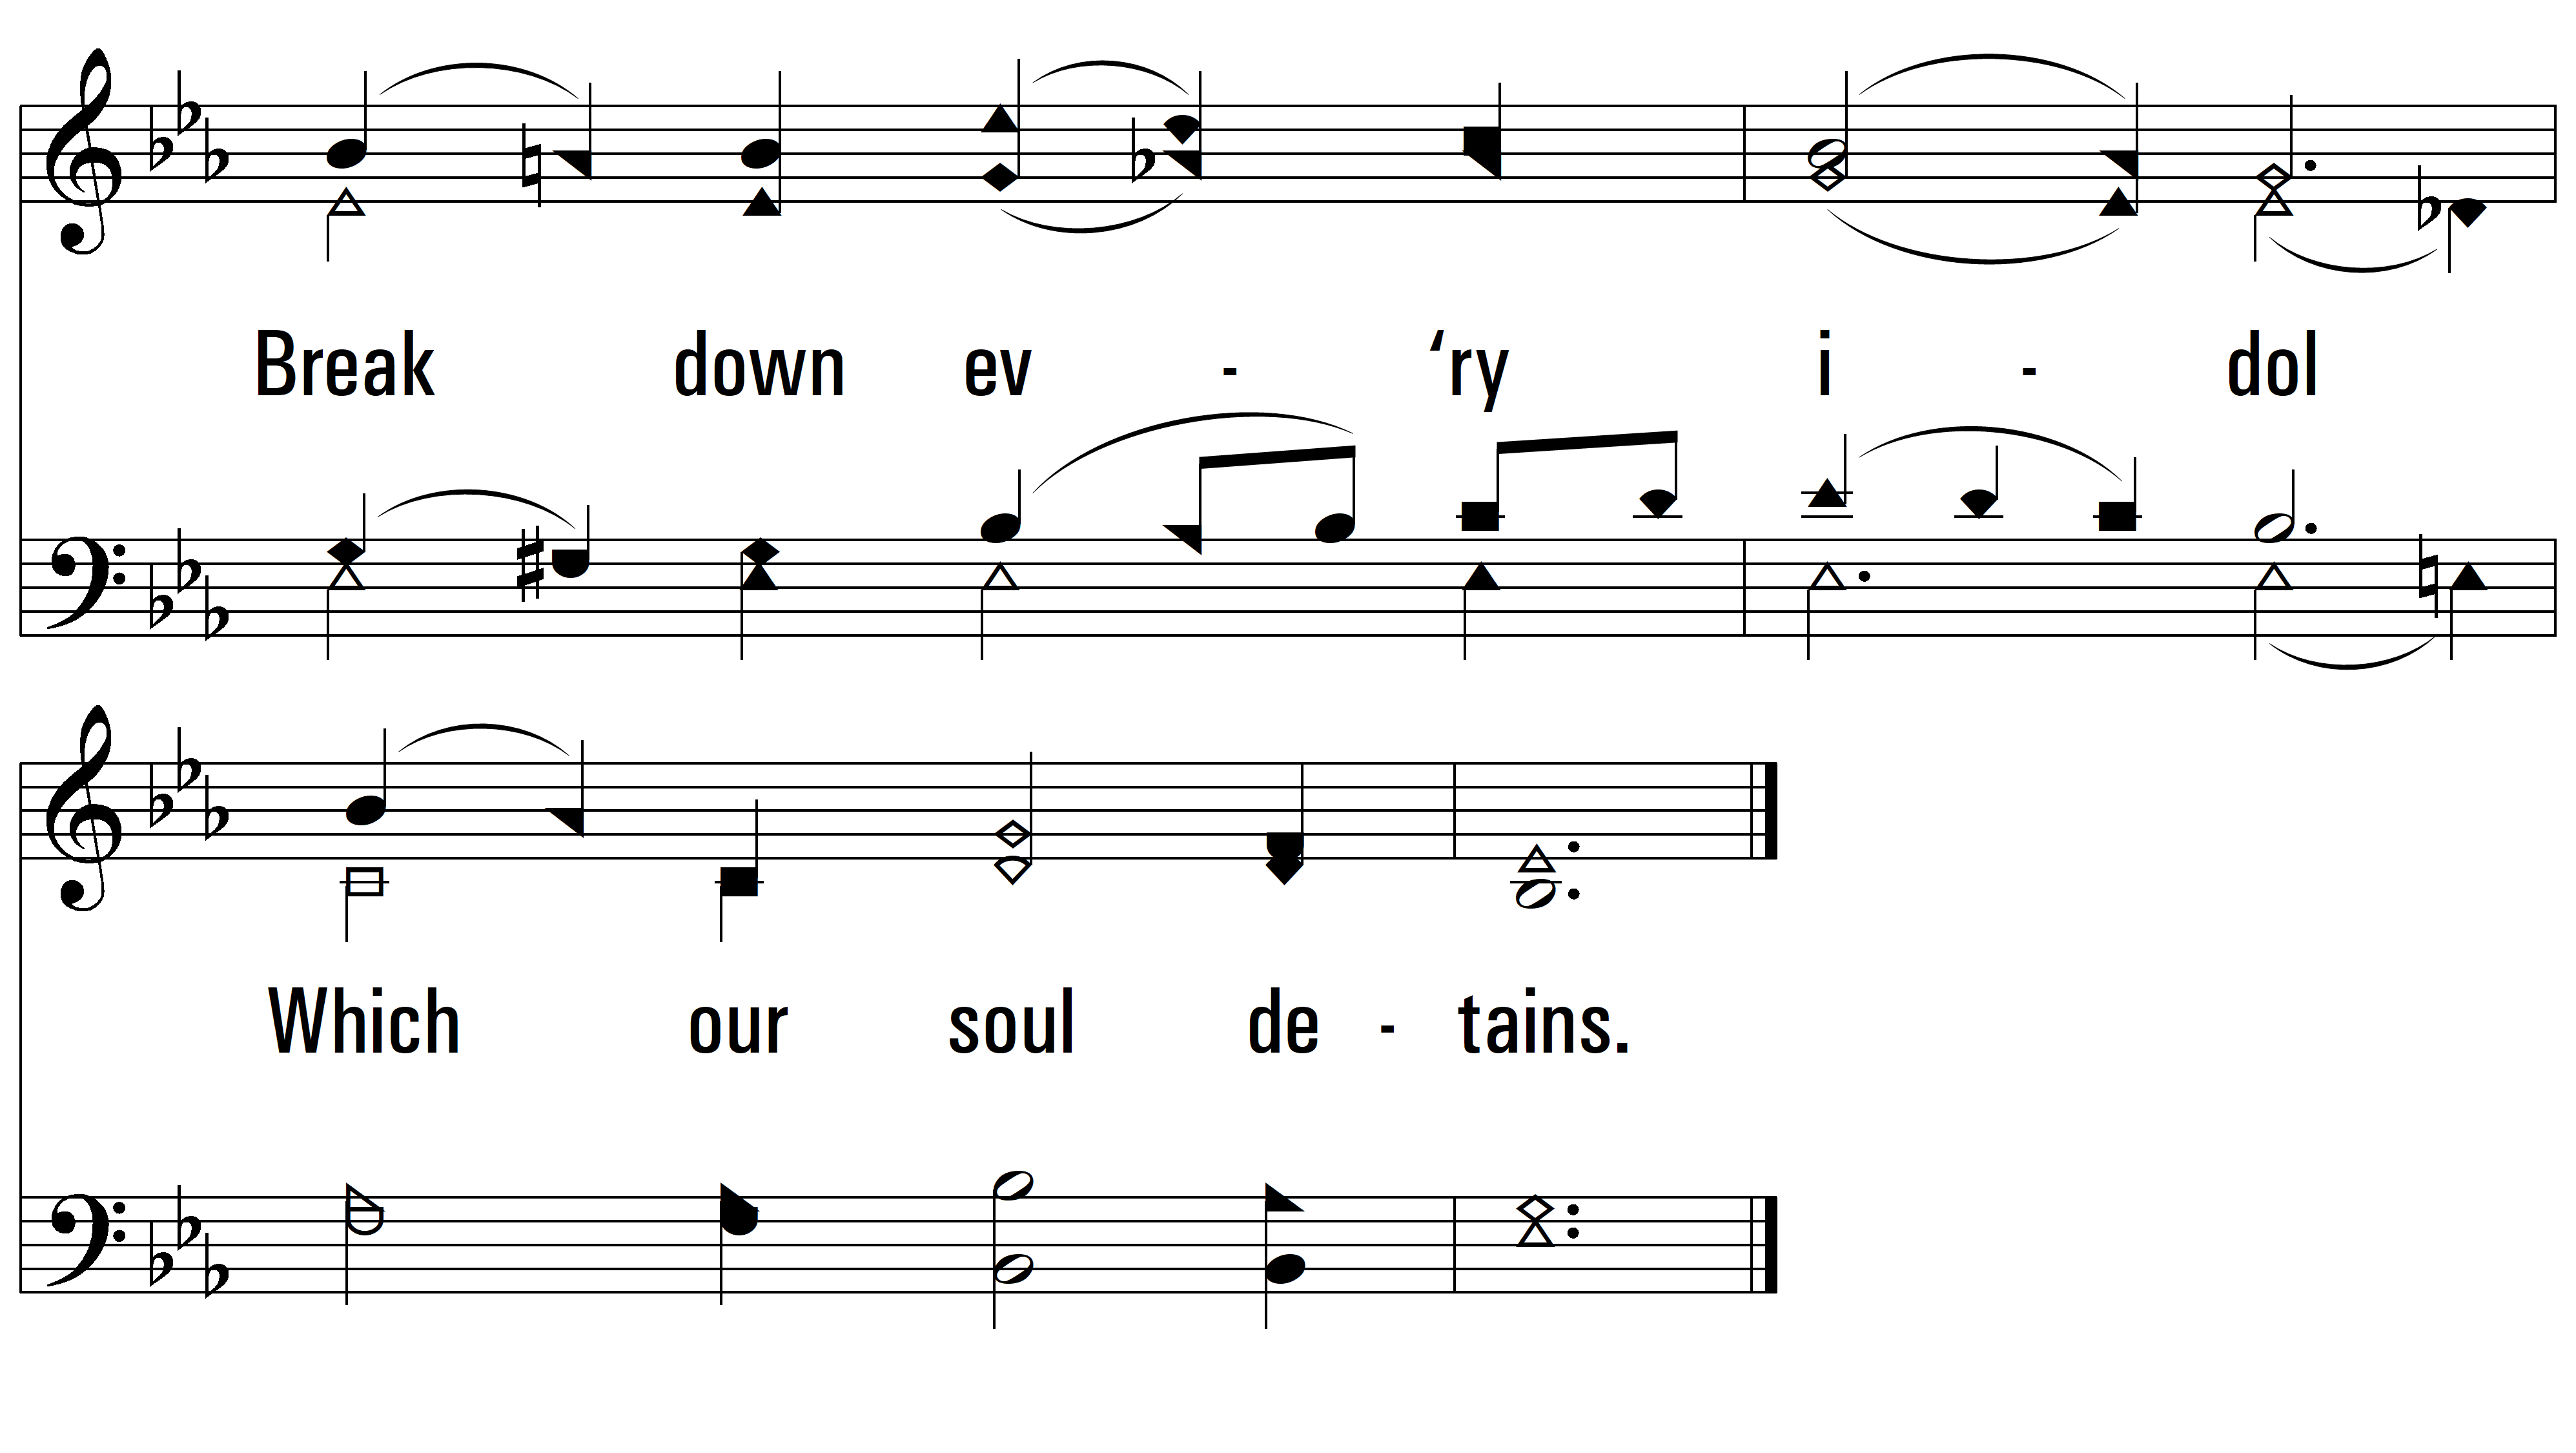 Break down ev - ‘ry i - dol
Which our soul de - tains.